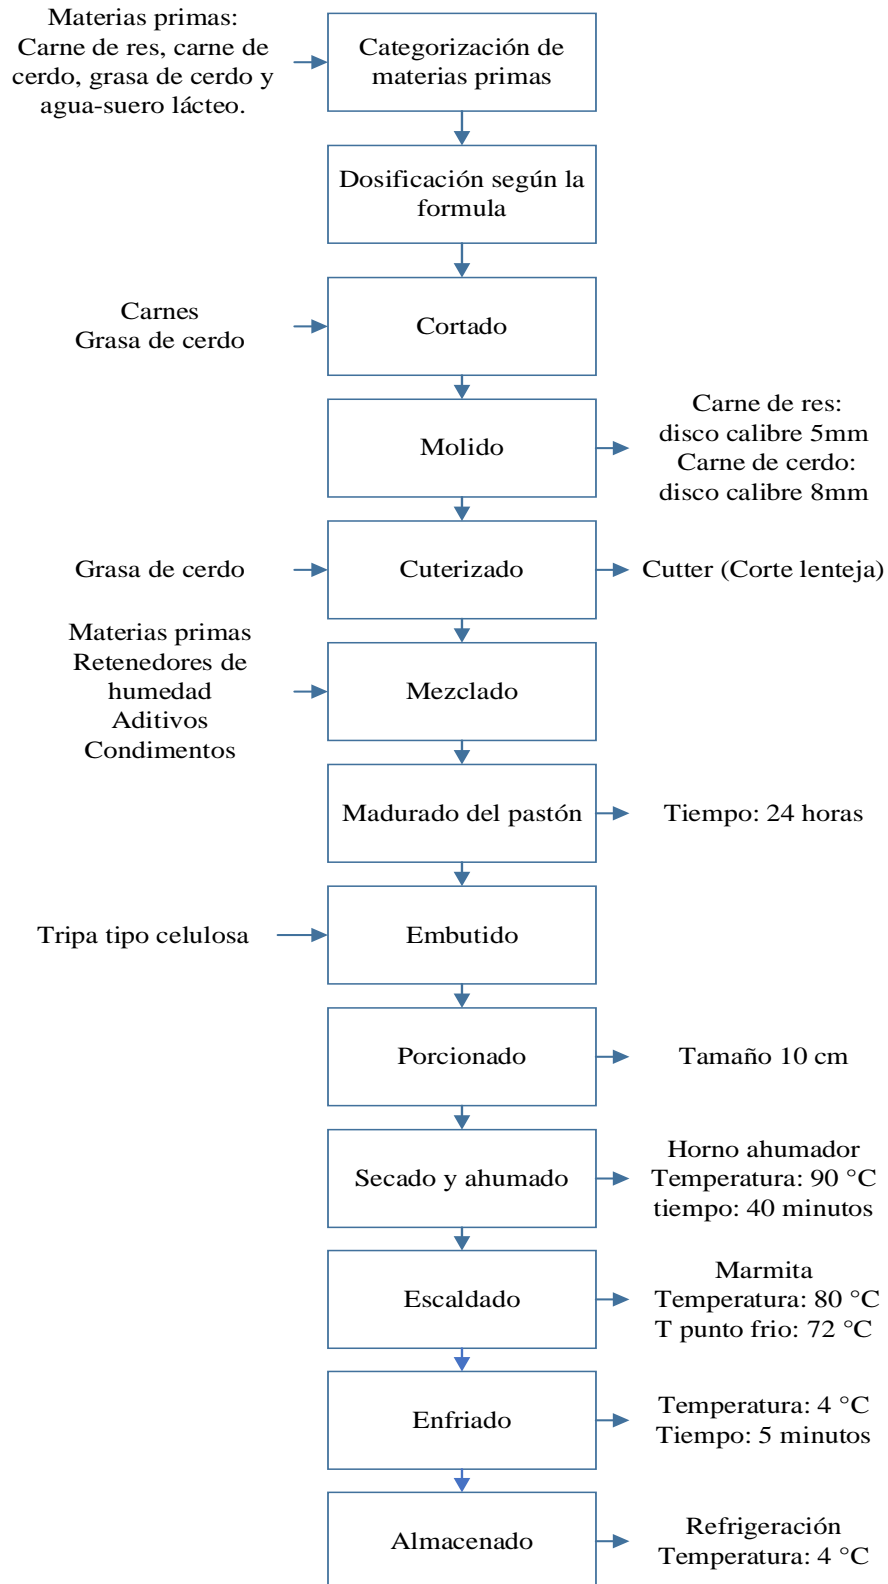 Materias primas:
Carne de res, carne de
cerdo, grasa de cerdo y
agua-suero lácteo.
Categorización de
materias primas
Dosificación según la
formula
Carnes
Grasa de cerdo
Cortado
Molido
Carne de res:
disco calibre 5mm
Carne de cerdo:
disco calibre 8mm
Grasa de cerdo
Cuterizado
Cutter (Corte lenteja)
Materias primas
Retenedores de
humedad
Aditivos
Condimentos
Mezclado
Madurado del pastón
Tiempo: 24 horas
Tripa tipo celulosa
Embutido
Porcionado
Tamaño 10 cm
Secado y ahumado
Horno ahumador
Temperatura: 90 °C
tiempo: 40 minutos
Escaldado
Marmita
Temperatura: 80 °C
T punto frio: 72 °C
Enfriado
Temperatura: 4 °C
Tiempo: 5 minutos
Almacenado
Refrigeración
Temperatura: 4 °C